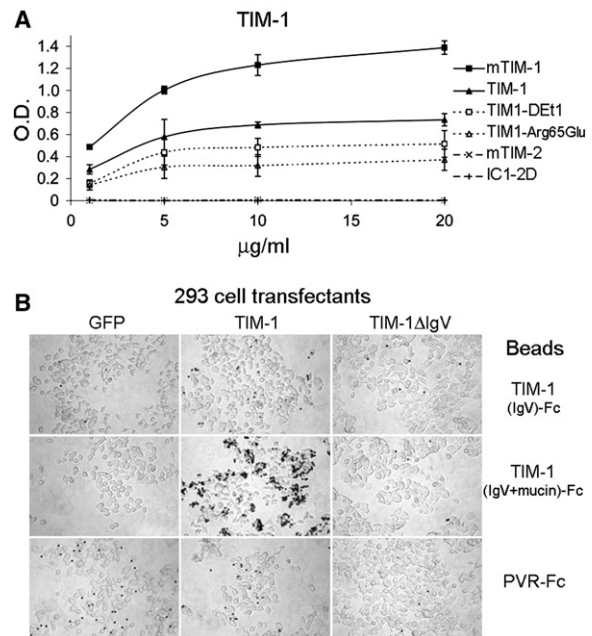 A
TIM-1
O.D.
1.4
1.2
1.0
0.8
0.6
0.4
0.2
0
0
5
10
15
20
µg/ml
mTIM-1
TIM-1
TIM1-DEt1
TIM1-Arg65Glu
mTIM-2
IC1-2D
B
293 cell transfectants
GFP
TIM-1
TIM-1ΔIgV
Beads
TIM-1
(IgV)-Fc
TIM-1
(IgV+mucin)-Fc
PVR-Fc